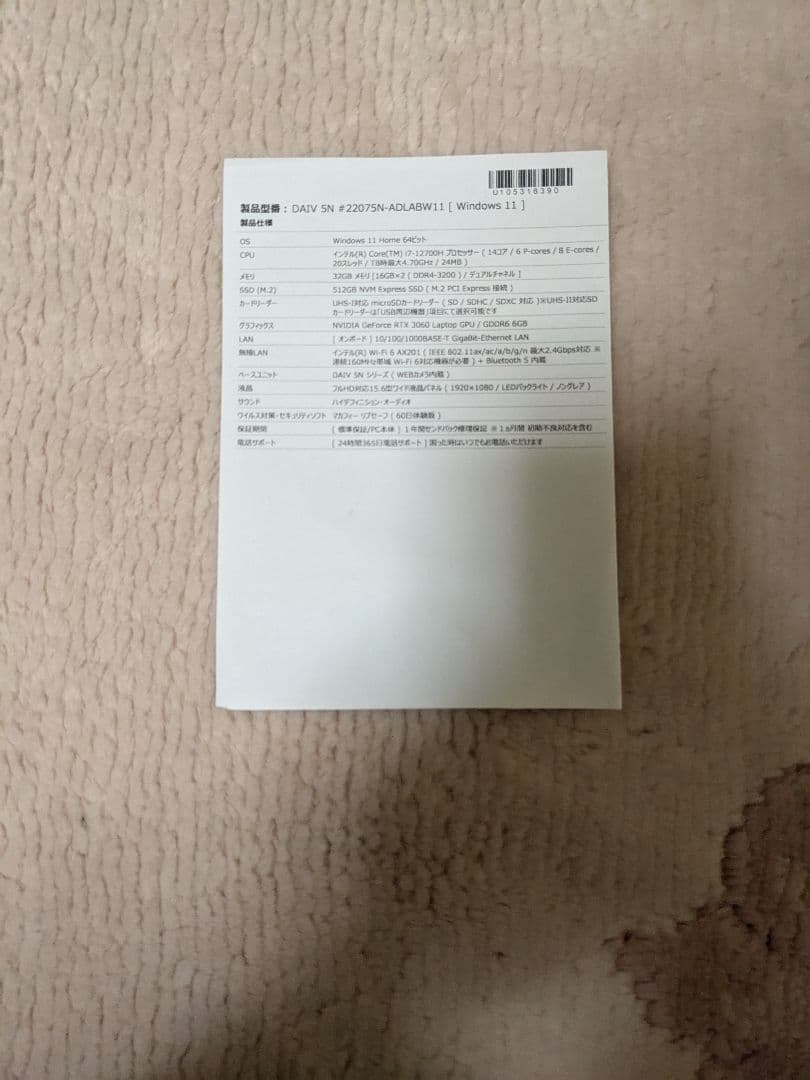 U105318390
製品型番： DAIV 5N #22075N-ADLABW11 [ Windows 11 ]
製品仕様
OS Windows 11 Home 64ビット
CPU インテル(R) Core(TM) i7-12700H プロセッサー ( 14コア / 6 P-cores / 8 E-cores /
20スレッド / TB時最大4.70GHz / 24MB )
メモリ 32GB メモリ [ 16GB×2 ( DDR4-3200 ) / デュアルチャネル ]
SSD (M.2) 512GB NVM Express SSD ( M.2 PCI Express 接続 )
カードリーダー UHS-I対応 microSDカードリーダー ( SD / SDHC / SDXC 対応 )※UHS-II対応SD
カードリーダーは「USB周辺機器」項目にて選択可能です
グラフィックス NVIDIA GeForce RTX 3060 Laptop GPU / GDDR6 6GB
LAN [ オンボード ] 10/100/1000BASE-T GigaBit-Ethernet LAN
無線LAN インテル(R) Wi-Fi 6 AX201 ( IEEE 802.11ax/ac/a/b/g/n 最大2.4Gbps対応 ※
連続160MHz帯域 Wi-Fi 6対応機器が必要 ) + Bluetooth 5 内蔵
ベースユニット DAIV 5N シリーズ ( WEBカメラ内蔵 )
液晶 フルHD対応15.6型ワイド液晶パネル ( 1920×1080 / LEDバックライト / ノングレア )
サウンド ハイデフィニション・オーディオ
ウイルス対策・セキュリティソフト マカフィー リブセーフ ( 60日体験版 )
保証期間 [ 標準保証/PC本体 ] 1年間センドバック修理保証 ※1ヵ月間 初期不良対応を含む
電話サポート [ 24時間365日電話サポート ] 困った時はいつでもお電話いただけます